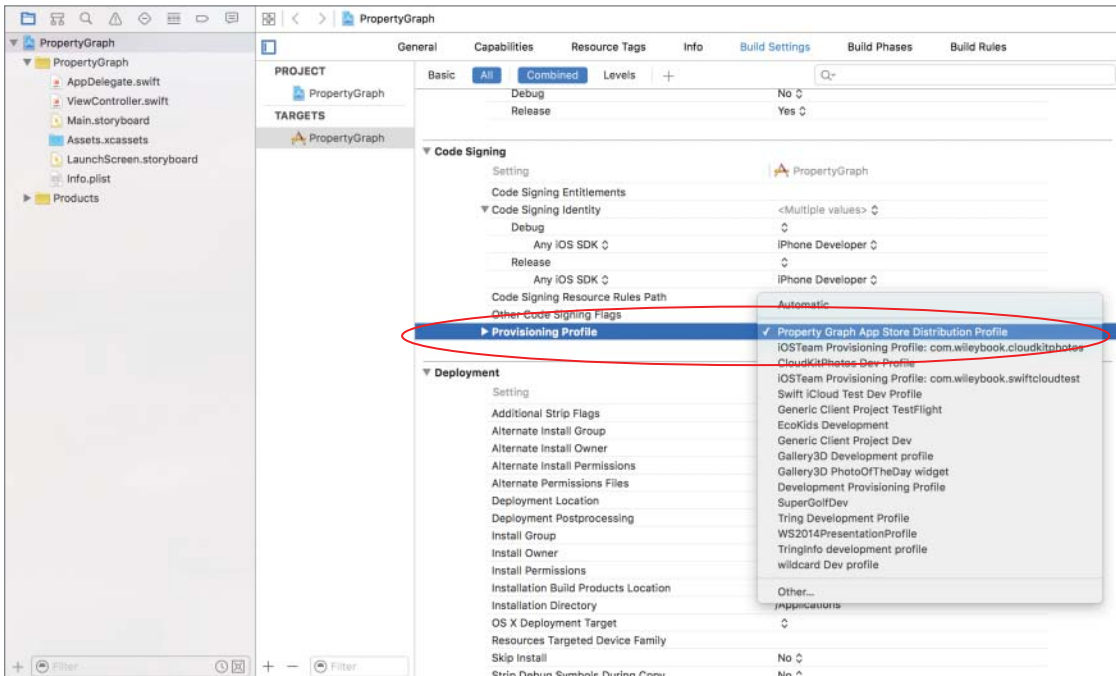 PropertyGraph
PropertyGraph
PropertyGraph
AppDelegate.swift
ViewController.swift
Main.storyboard
Assets.xcassets
LaunchScreen.storyboard
Info.plist
Products
Filter
General Capabilities Resource Tags Info Build Settings Build Phases Build Rules
PROJECT
PropertyGraph
TARGETS
PropertyGraph
Filter
Basic All Combined Levels
Debug No
Release Yes
Code Signing
Setting PropertyGraph
Code Signing Entitlements
Code Signing Identity <Multiple values>
Debug
Any iOS SDK iPhone Developer
Release
Any iOS SDK iPhone Developer
Code Signing Resource Rules Path
Other Code Signing Flags
Provisioning Profile
Automatic
✓ Property Graph App Store Distribution Profile
iOSTeam Provisioning Profile: com.wileybook.cloudkitphotos
CloudKitPhotos Dev Profile
iOSTeam Provisioning Profile: com.wileybook.swiftcloudtest
Swift iCloud Test Dev Profile
Generic Client Project TestFlight
EcoKids Development
Generic Client Project Dev
Gallery3D Development profile
Gallery3D PhotoOfTheDay widget
Development Provisioning Profile
SuperGolfDev
Tring Development Profile
WS2014PresentationProfile
TringInfo development profile
wildcard Dev profile
Other...
Deployment
Setting
Additional Strip Flags
Alternate Install Group
Alternate Install Owner
Alternate Install Permissions
Alternate Permissions Files
Deployment Location
Deployment Postprocessing
Install Group
Install Owner
Install Permissions
Installation Build Products Location
Installation Directory /Applications
OS X Deployment Target
Resources Targeted Device Family
Skip Install No
Strip Debug Symbols During Copy No